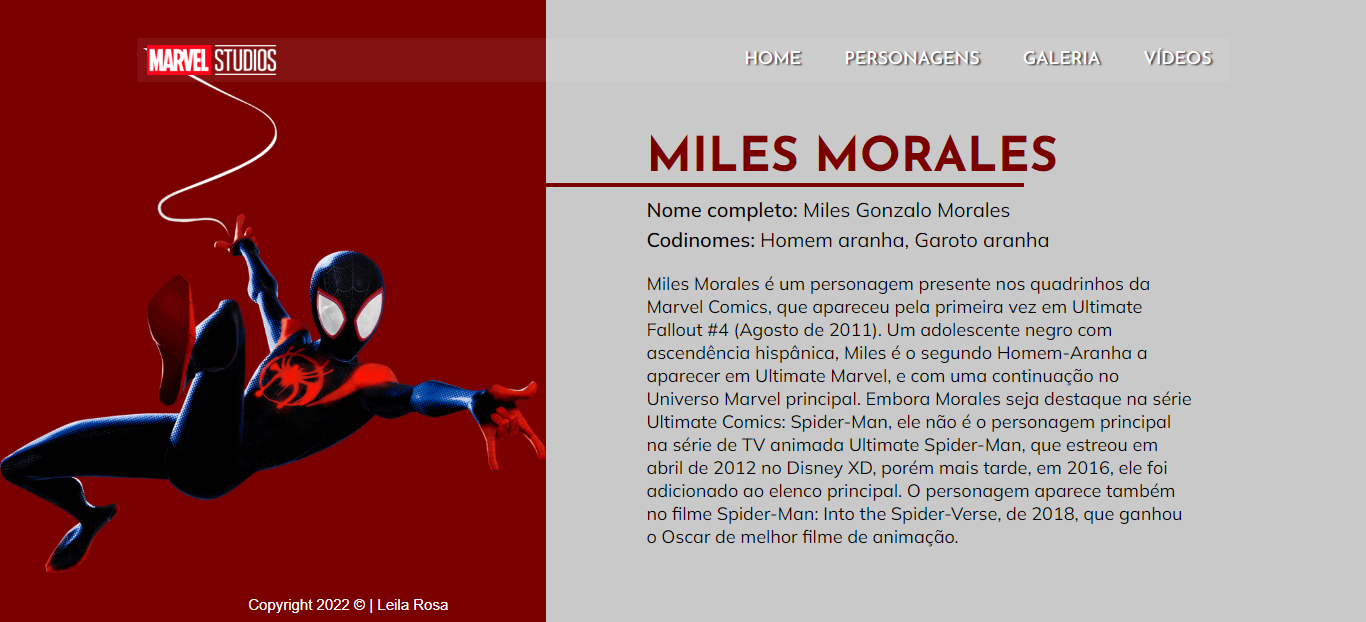 MARVEL STUDIOS
HOME PERSONAGENS GALERIA VÍDEOS
MILES MORALES
Nome completo: Miles Gonzalo Morales
Codinomes: Homem aranha, Garoto aranha
Miles Morales é um personagem presente nos quadrinhos da
Marvel Comics, que apareceu pela primeira vez em Ultimate
Fallout #4 (Agosto de 2011). Um adolescente negro com
ascendência hispânica, Miles é o segundo Homem-Aranha a
aparecer em Ultimate Marvel, e com uma continuação no
Universo Marvel principal. Embora Morales seja destaque na série
Ultimate Comics: Spider-Man, ele não é o personagem principal
na série de TV animada Ultimate Spider-Man, que estreou em
abril de 2012 no Disney XD, porém mais tarde, em 2016, ele foi
adicionado ao elenco principal. O personagem aparece também
no filme Spider-Man: Into the Spider-Verse, de 2018, que ganhou
o Oscar de melhor filme de animação.
Copyright 2022 © | Leila Rosa